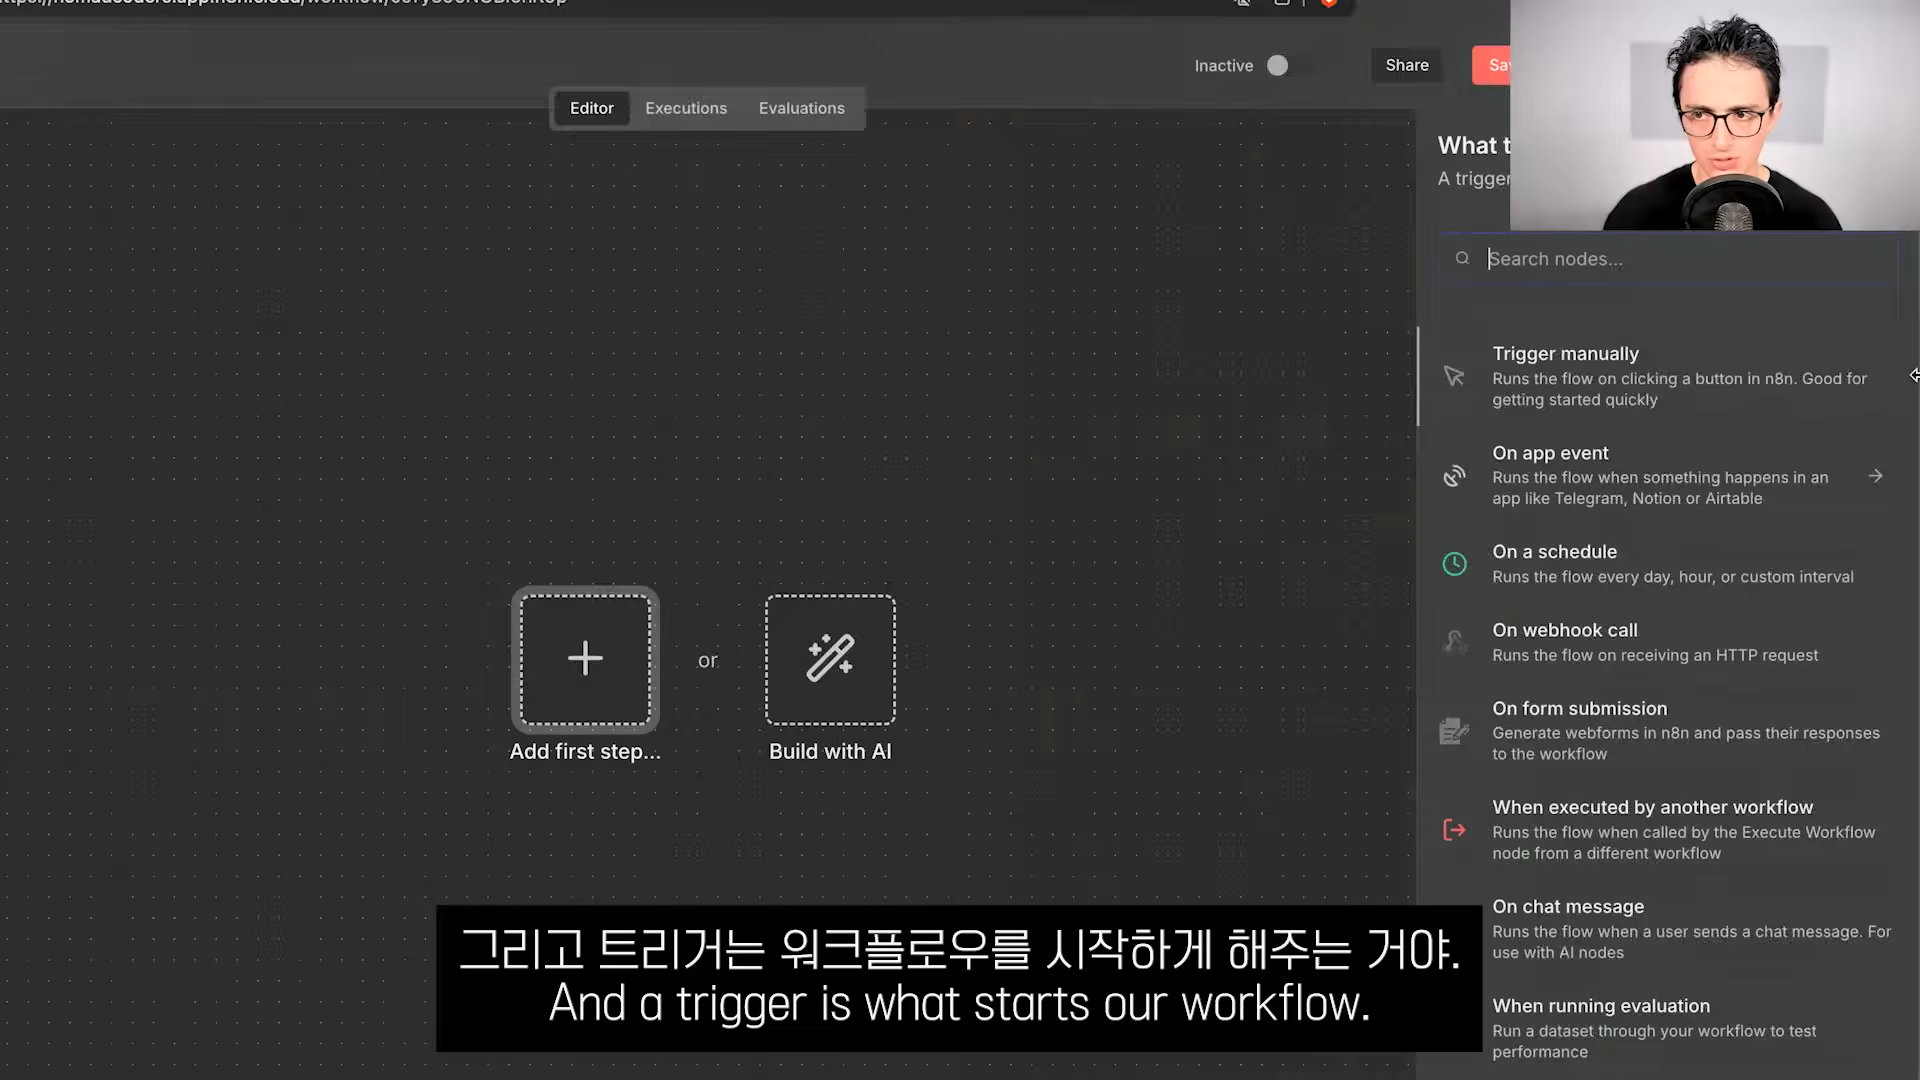 Inactive
Share
Editor
Executions
Evaluations
What
A trigger
Search nodes...
Trigger manually
Runs the flow on clicking a button in n8n. Good for
getting started quickly
On app event
Runs the flow when something happens in an
app like Telegram, Notion or Airtable
On a schedule
Runs the flow every day, hour, or custom interval
On webhook call
Runs the flow on receiving an HTTP request
On form submission
Generate webforms in n8n and pass their responses
to the workflow
When executed by another workflow
Runs the flow when called by the Execute Workflow
node from a different workflow
On chat message
Runs the flow when a user sends a chat message. For
use with AI nodes
When running evaluation
Run a dataset through your workflow to test
performance
or
Add first step...
Build with AI
그리고 트리거는 워크플로우를 시작하게 해주는 거야.
And a trigger is what starts our workflow.